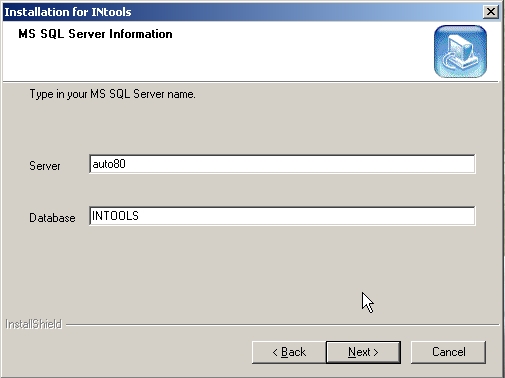 Installation for INtools
MS SQL Server Information
Type in your MS SQL Server name.
Server auto80
Database INTOOLS
InstallShield
< Back Next > Cancel